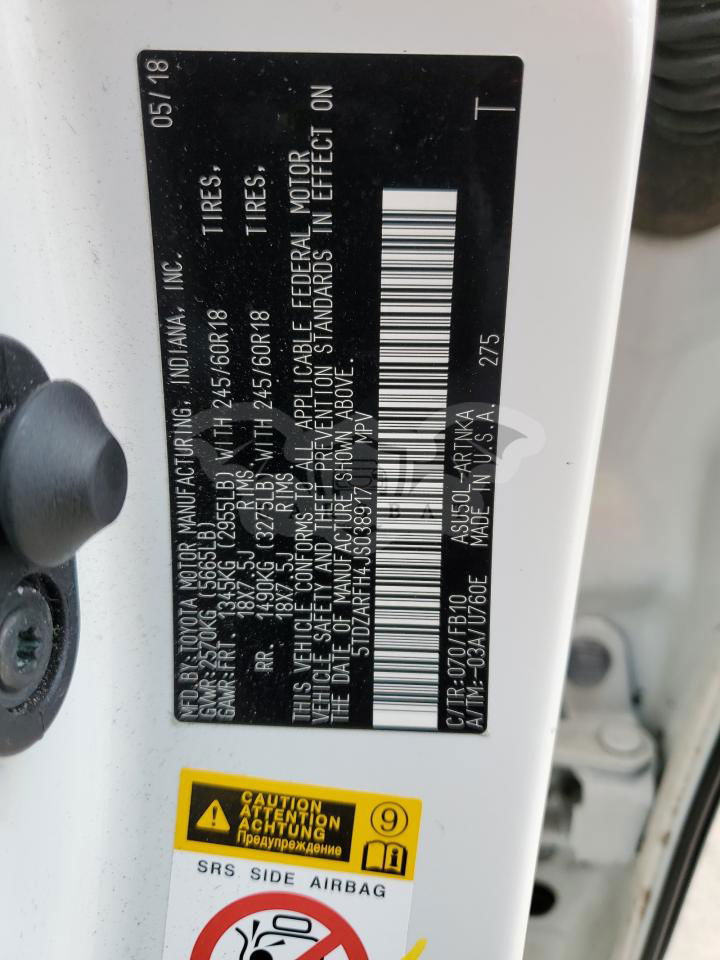 MFD.BY:TOYOTA MOTOR MANUFACTURING, INDIANA, INC. 05/18
GVWR:2570KG(5665LB)
GAWR:FRT. 1345KG (2955LB) WITH 245/60R18 TIRES,
18X7.5J RIMS
RR. 1490KG (3275LB) WITH 245/60R18 TIRES,
18X7.5J RIMS
THIS VEHICLE CONFORMS TO ALL APPLICABLE FEDERAL MOTOR
VEHICLE SAFETY AND THEFT PREVENTION STANDARDS IN EFFECT ON
THE DATE OF MANUFACTURE SHOWN ABOVE.
5TDZARFH4JS038917 MPV
C/TR:070/FB10 ASU50L-ARTNKA
A/TM:-03A/U760E MADE IN U.S.A. 275 T
CAUTION
ATTENTION
ACHTUNG
Предупреждение
9
SRS SIDE AIRBAG